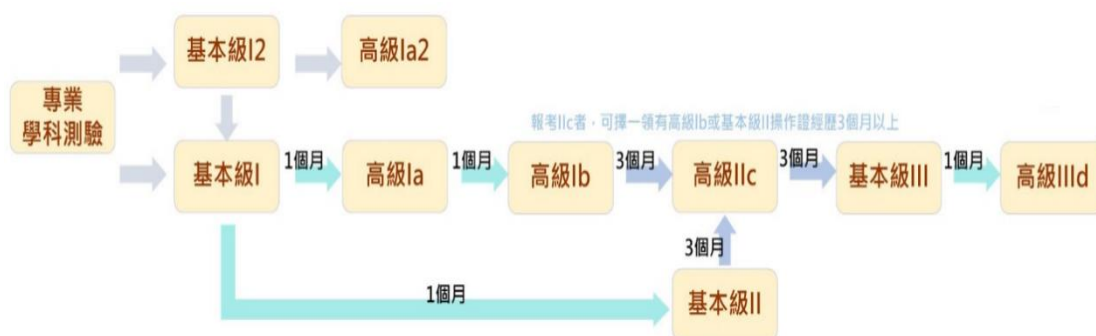 基本級I2
高級Ia2
專業
學科測驗
報考IIc者，可擇一領有高級Ib或基本級II操作證經歷3個月以上
基本級I
1個月
高級Ia
1個月
高級Ib
3個月
高級IIc
3個月
基本級III
1個月
高級IIId
3個月
1個月
基本級II